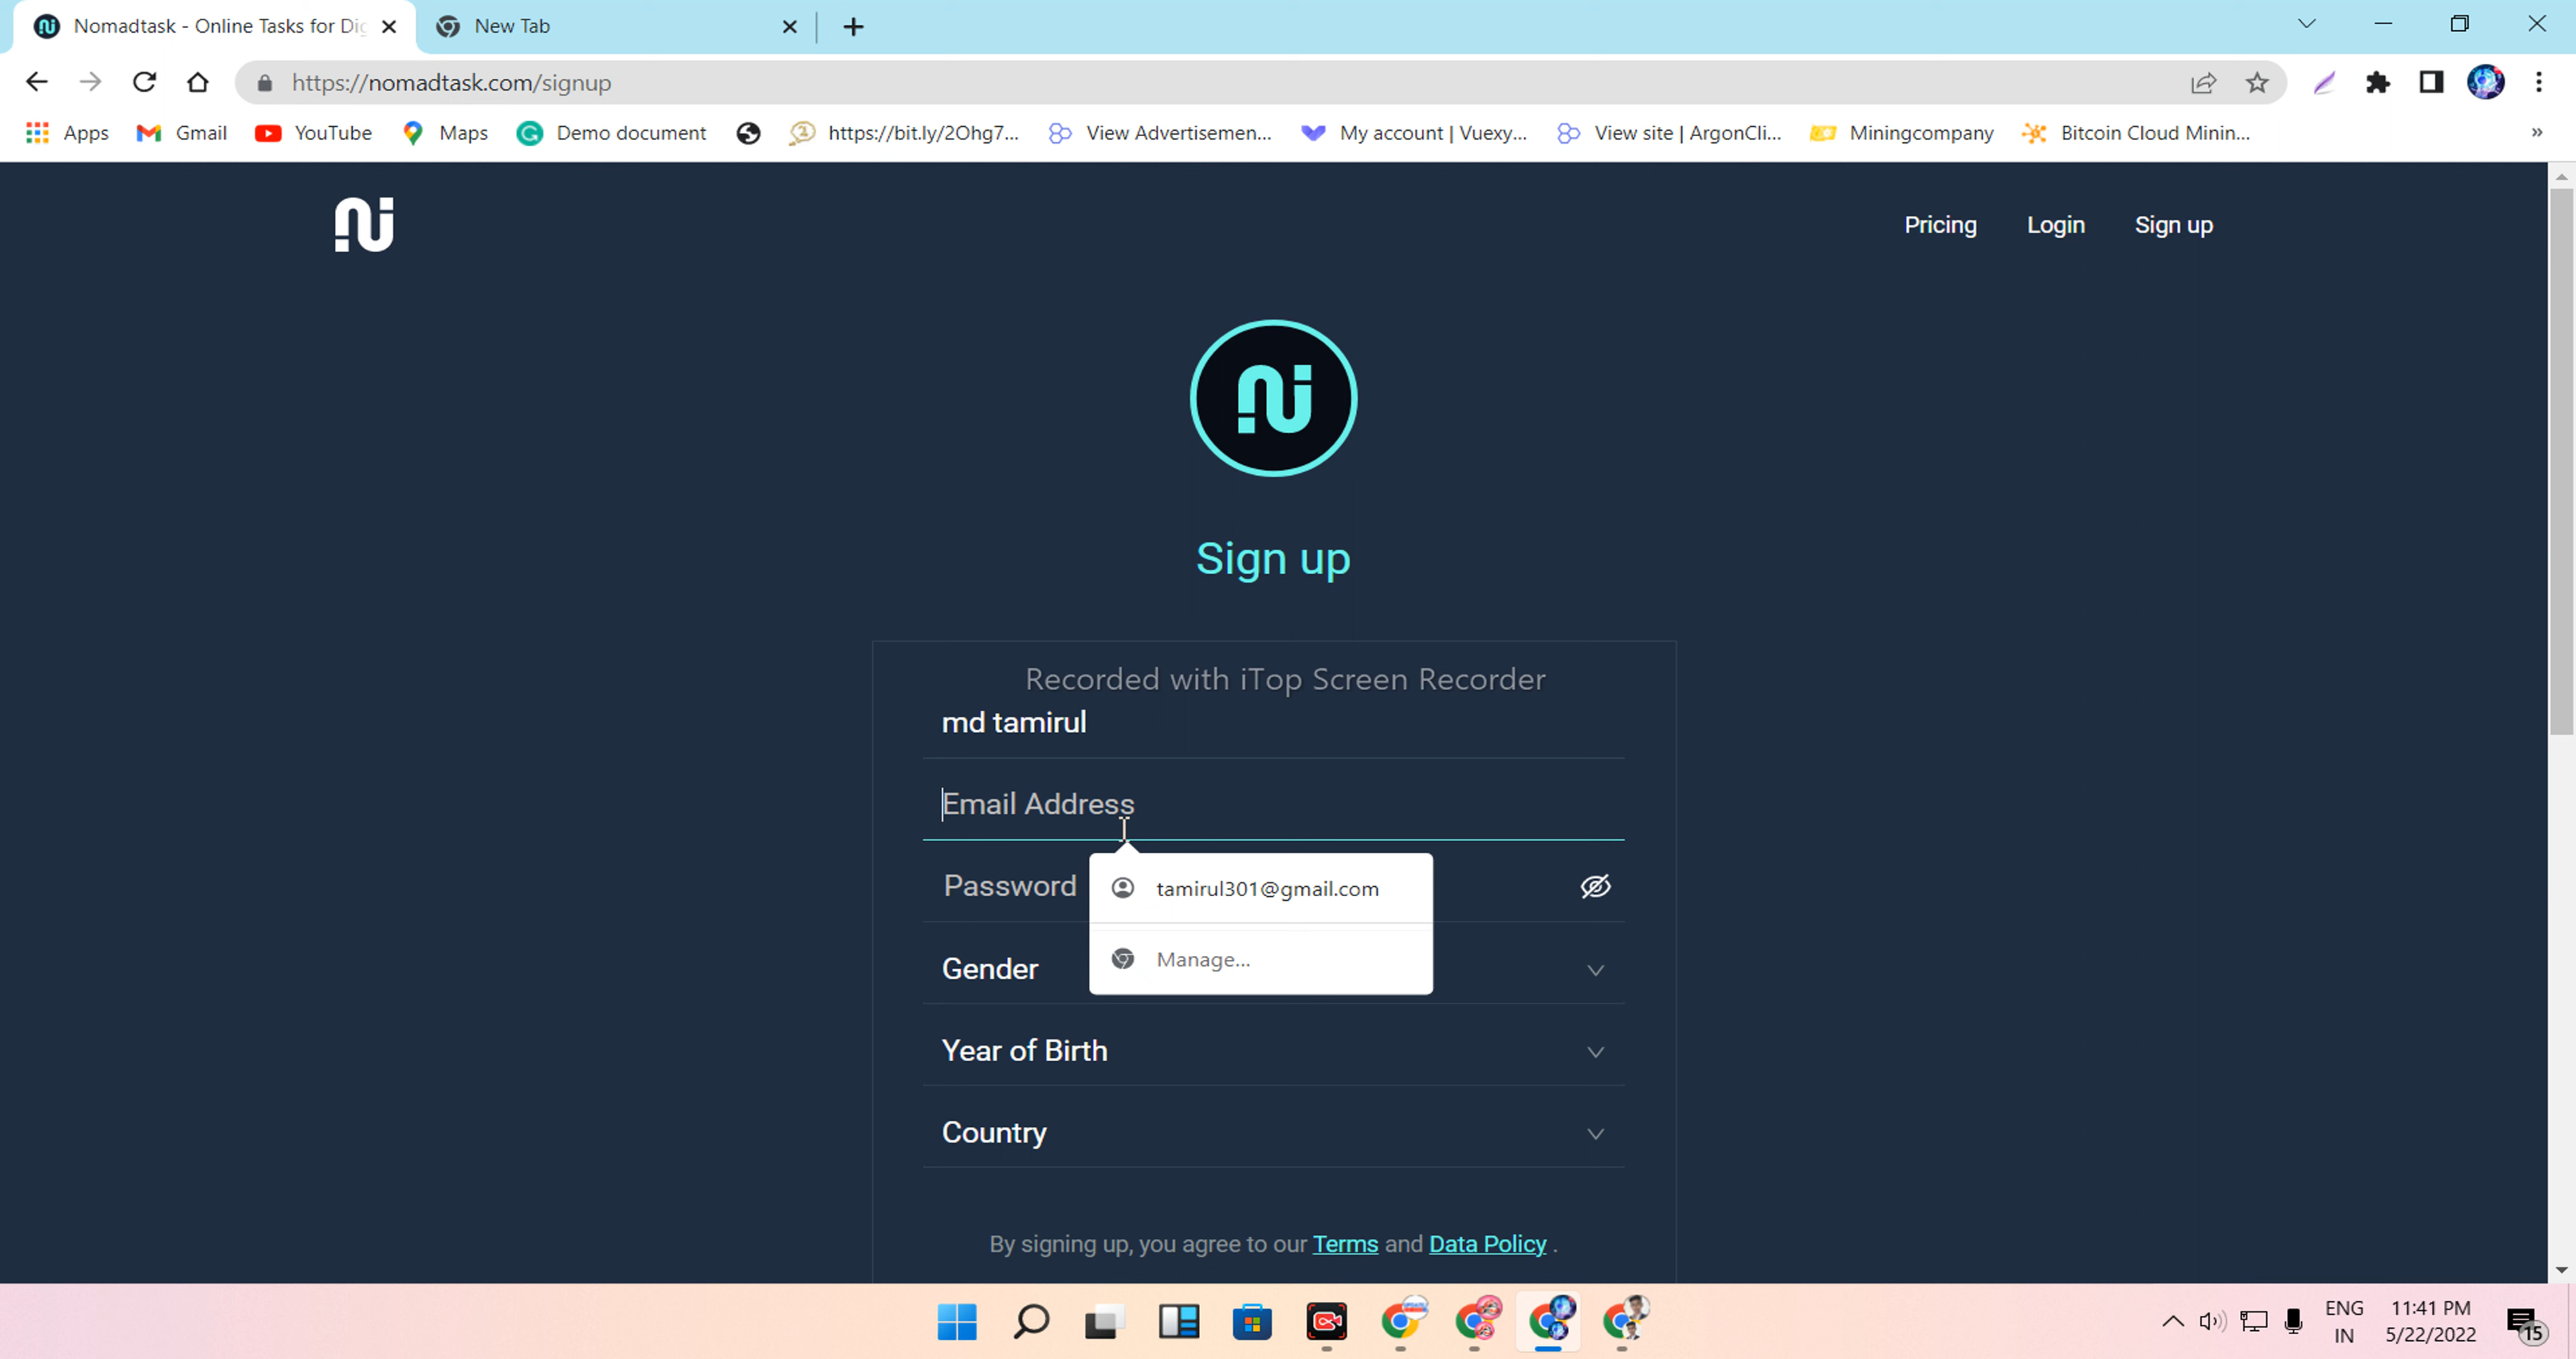 Nomadtask - Online Tasks for Dig
New Tab
https://nomadtask.com/signup
Apps
Gmail
YouTube
Maps
Demo document
https://bit.ly/2Ohg7...
View Advertisemen...
My account | Vuexy...
View site | ArgonCli...
Miningcompany
Bitcoin Cloud Minin...
»
Pricing
Login
Sign up
Sign up
Recorded with iTop Screen Recorder
md tamirul
Email Address
Password
tamirul301@gmail.com
Manage...
Gender
Year of Birth
Country
By signing up, you agree to our Terms and Data Policy .
ENG
IN
11:41 PM
5/22/2022
15